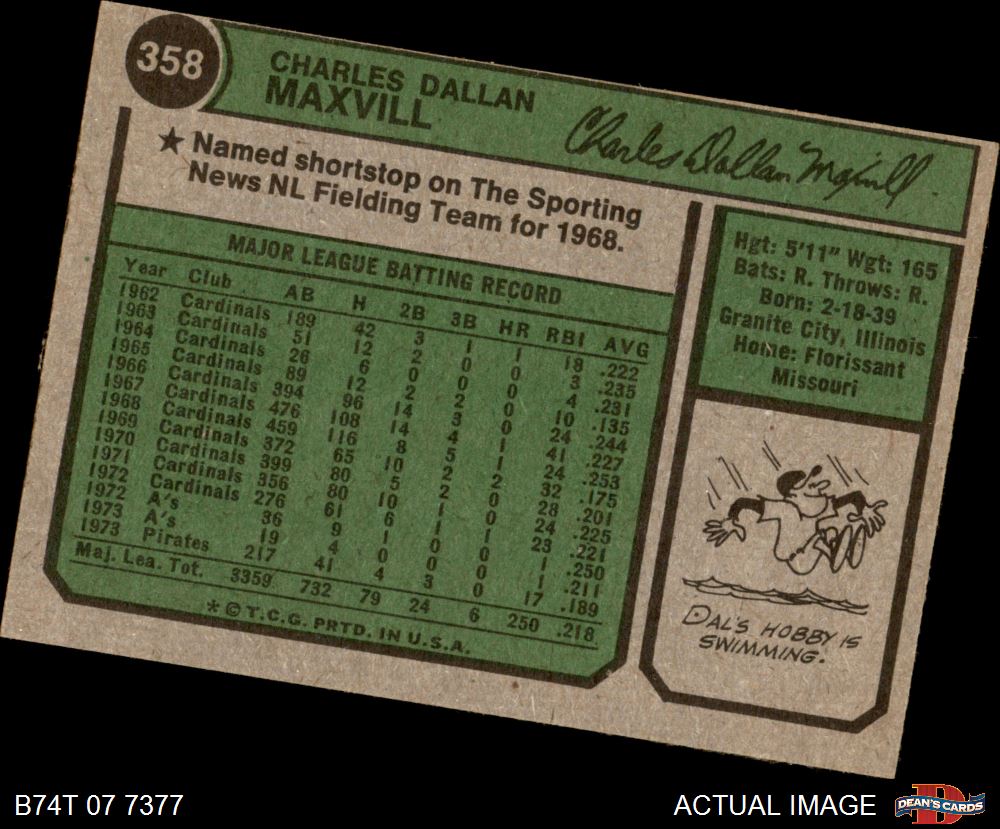 358
CHARLES DALLAN
MAXVILL
Charles Dallan Maxvill
★ Named shortstop on The Sporting
News NL Fielding Team for 1968.
MAJOR LEAGUE BATTING RECORD
Year Club AB H 2B 3B HR RBI AVG
1962 Cardinals 189 42 3 1 1 18 .222
1963 Cardinals 51 12 2 0 0 3 .235
1964 Cardinals 26 6 0 0 0 4 .231
1965 Cardinals 89 12 2 2 0 10 .135
1966 Cardinals 394 96 14 3 0 24 .244
1967 Cardinals 476 108 14 4 1 41 .227
1968 Cardinals 459 116 8 5 1 24 .253
1969 Cardinals 372 65 10 2 2 32 .175
1970 Cardinals 399 80 5 2 0 28 .201
1971 Cardinals 356 80 10 1 0 24 .225
1972 Cardinals 276 61 6 1 1 23 .221
1972 A's 36 9 1 0 0 1 .250
1973 A's 19 4 0 0 0 1 .211
1973 Pirates 217 41 4 3 0 17 .189
Maj. Lea. Tot. 3359 732 79 24 6 250 .218
*©T.C.G. PRTD. IN U.S.A.
Hgt: 5'11" Wgt: 165
Bats: R. Throws: R.
Born: 2-18-39
Granite City, Illinois
Home: Florissant
Missouri
DAL'S HOBBY IS
SWIMMING.
B74T 07 7377
ACTUAL IMAGE
D
DEAN'S CARDS